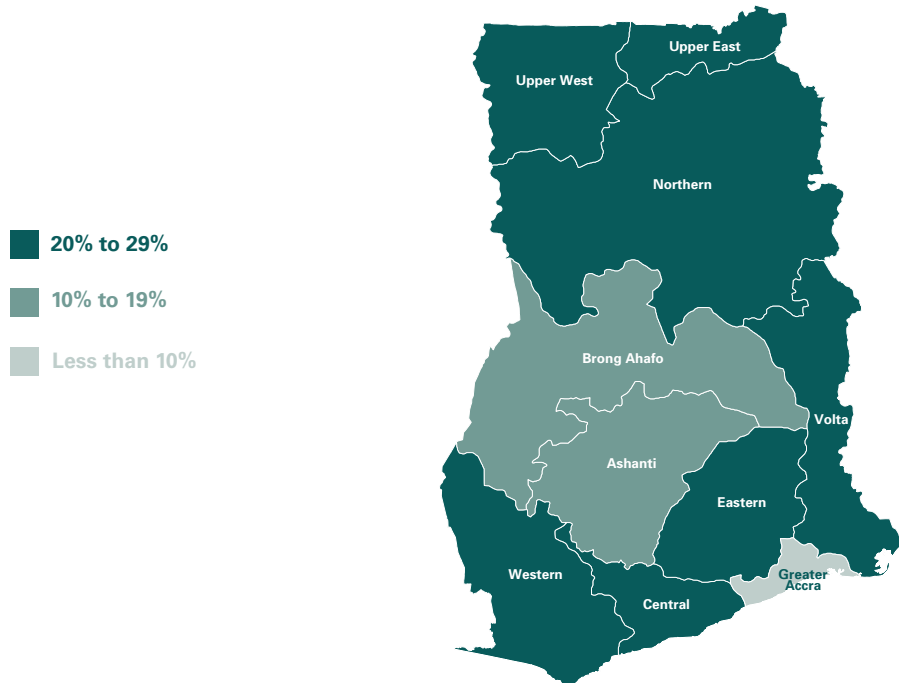 Upper East
Upper West
Northern
20% to 29%
10% to 19%
Less than 10%
Brong Ahafo
Volta
Ashanti
Eastern
Western
Greater
Accra
Central